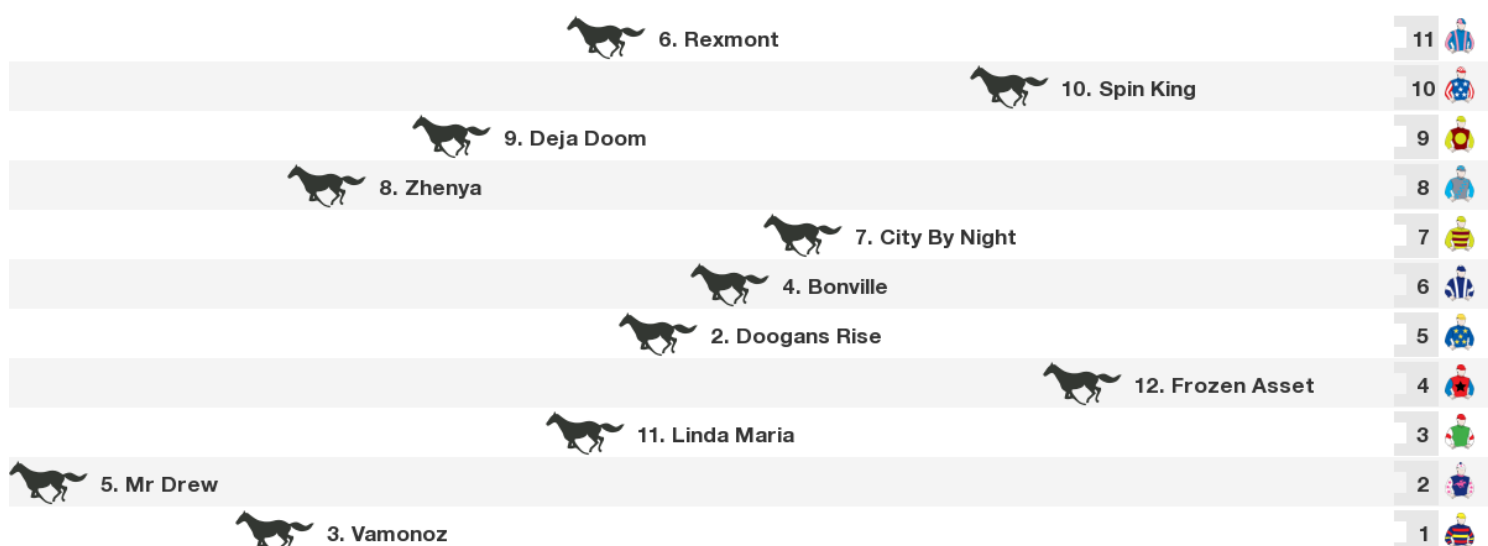 6. Rexmont 11
10. Spin King 10
9. Deja Doom 9
8. Zhenya 8
7. City By Night 7
4. Bonville 6
2. Doogans Rise 5
12. Frozen Asset 4
11. Linda Maria 3
5. Mr Drew 2
3. Vamonoz 1